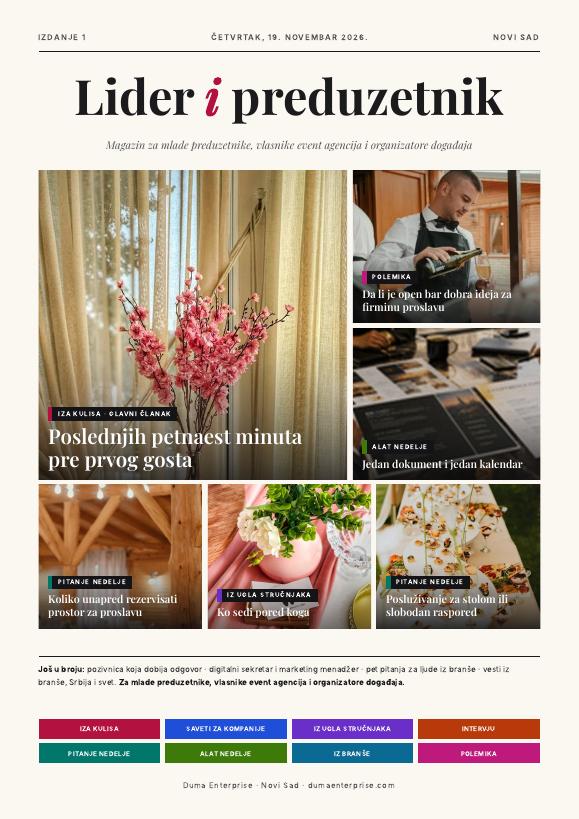 IZDANJE 1
ČETVRTAK, 19. NOVEMBAR 2026.
NOVI SAD
Lider i preduzetnik
Magazin za mlade preduzetnike, vlasnike event agencija i organizatore događaja
IZA KULISA · GLAVNI ČLANAK
Poslednjih petnaest minuta
pre prvog gosta
POLEMIKA
Da li je open bar dobra ideja za
firminu proslavu
ALAT NEDELJE
Jedan dokument i jedan kalendar
PITANJE NEDELJE
Koliko unapred rezervisati
prostor za proslavu
IZ UGLA STRUČNJAKA
Ko sedi pored koga
PITANJE NEDELJE
Posluživanje za stolom ili
slobodan raspored
Još u broju: pozivnica koja dobija odgovor · digitalni sekretar i marketing menadžer · pet pitanja za ljude iz branše · vesti iz
branše, Srbija i svet. Za mlade preduzetnike, vlasnike event agencija i organizatore događaja.
IZA KULISA
SAVETI ZA KOMPANIJE
IZ UGLA STRUČNJAKA
INTERVJU
PITANJE NEDELJE
ALAT NEDELJE
IZ BRANŠE
POLEMIKA
Duma Enterprise · Novi Sad · dumaenterprise.com